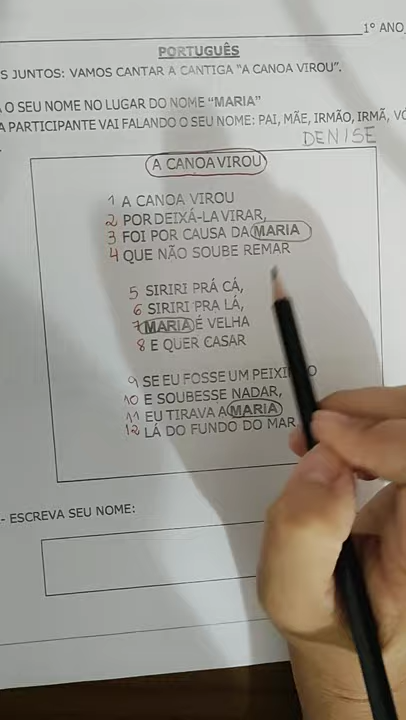 1º ANO
PORTUGUÊS
S JUNTOS: VAMOS CANTAR A CANTIGA "A CANOA VIROU".
O SEU NOME NO LUGAR DO NOME "MARIA"
A PARTICIPANTE VAI FALANDO O SEU NOME: PAI, MÃE, IRMÃO, IRMÃ, VÓ
DENISE
A CANOA VIROU
1 A CANOA VIROU
2 POR DEIXÁ-LA VIRAR,
3 FOI POR CAUSA DA MARIA
4 QUE NÃO SOUBE REMAR
5 SIRIRI PRÁ CÁ,
6 SIRIRI PRA LÁ,
7 MARIA É VELHA
8 E QUER CASAR
9 SE EU FOSSE UM PEIXINHO
10 E SOUBESSE NADAR,
11 EU TIRAVA A MARIA
12 LÁ DO FUNDO DO MAR
- ESCREVA SEU NOME: